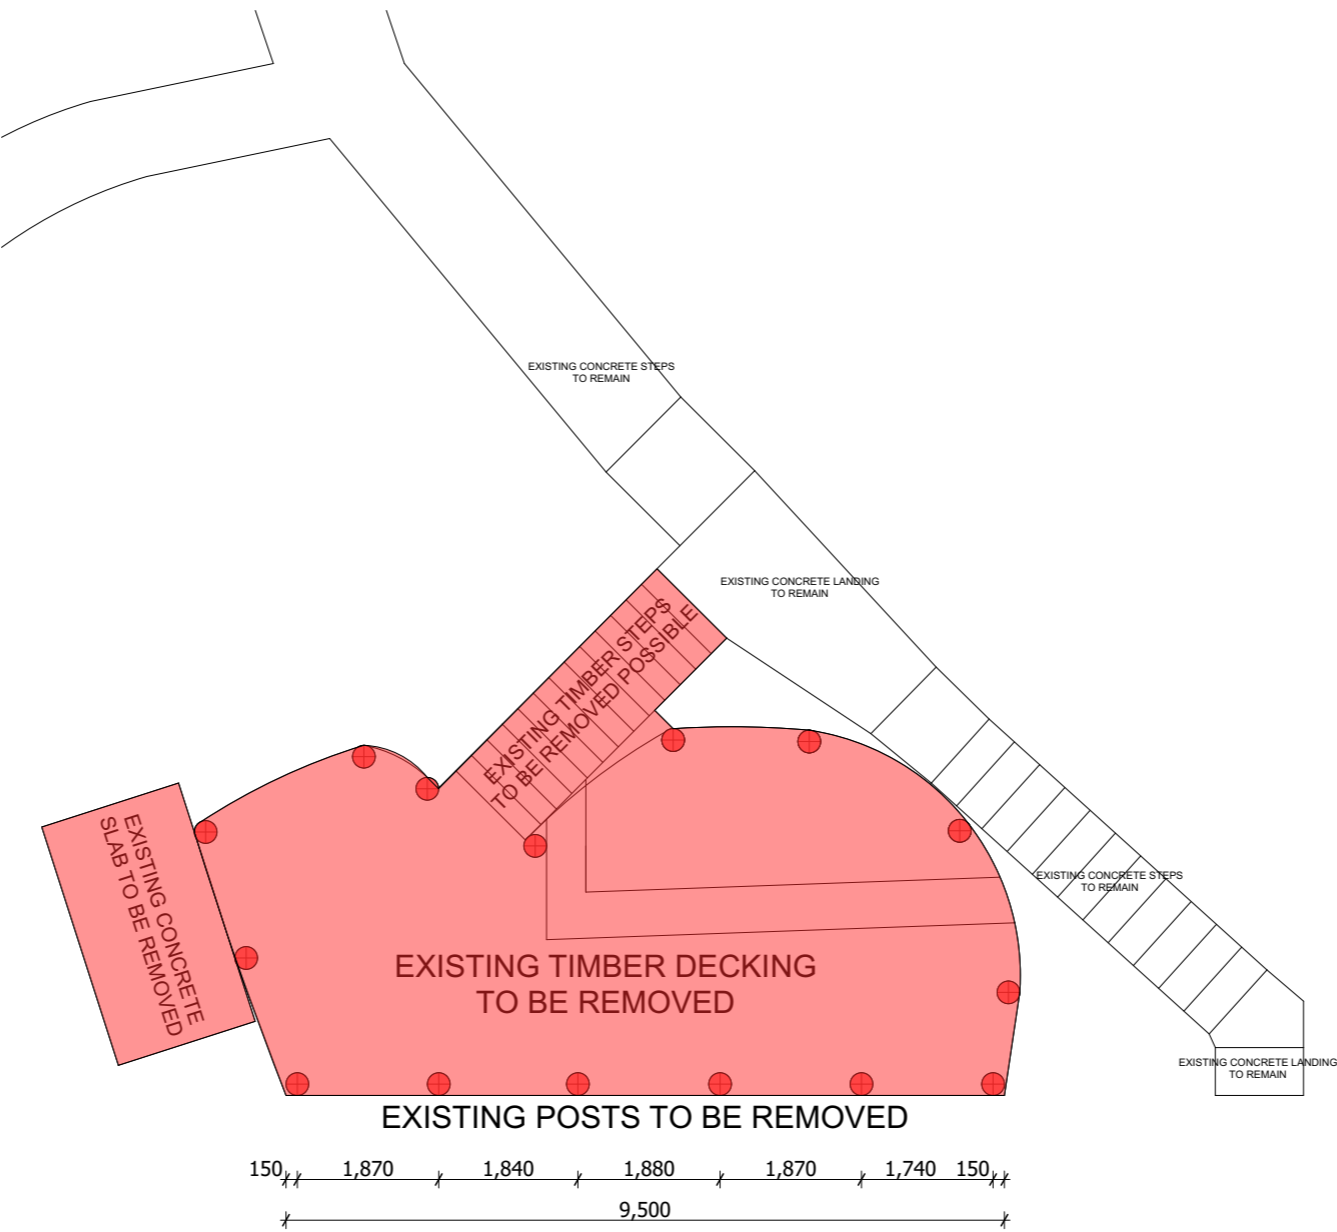 EXISTING CONCRETE STEPS
TO REMAIN
EXISTING CONCRETE LANDING
TO REMAIN
EXISTING TIMBER STEPS
TO BE REMOVED POSSIBLE
EXISTING CONCRETE
SLAB TO BE REMOVED
EXISTING CONCRETE STEPS
TO REMAIN
EXISTING TIMBER DECKING
TO BE REMOVED
EXISTING CONCRETE LANDING
TO REMAIN
EXISTING POSTS TO BE REMOVED
150 1,870 1,840 1,880 1,870 1,740 150
9,500